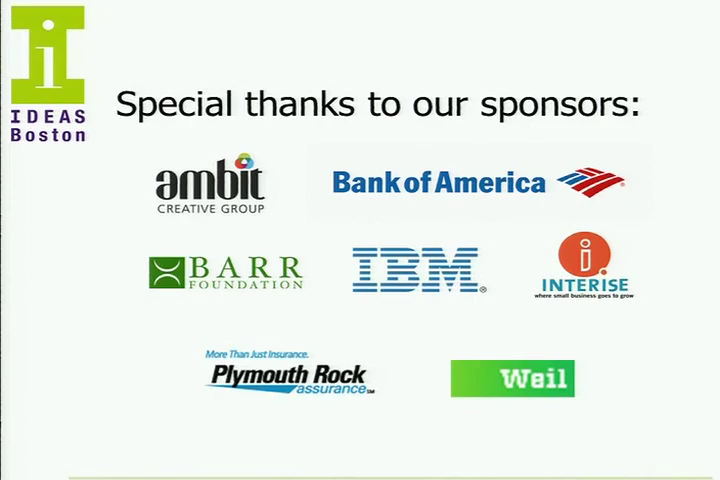 i
IDEAS
Boston
Special thanks to our sponsors:
ambit
CREATIVE GROUP
Bank of America
BARR
FOUNDATION
IBM®
i
INTERISE
where small business goes to grow
More Than Just Insurance.
Plymouth Rock
assurance℠
Weil